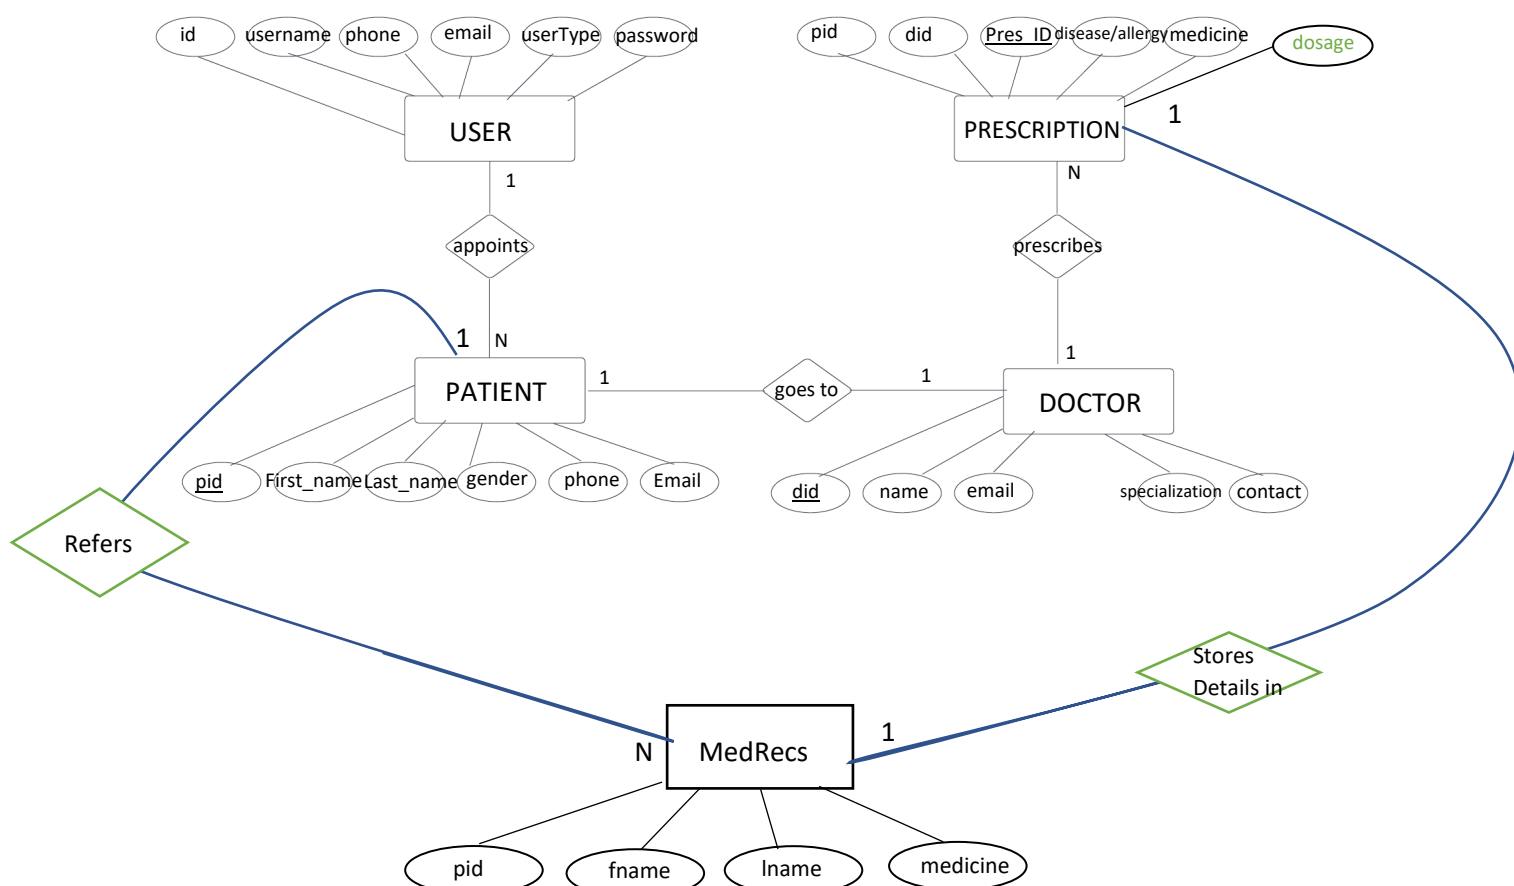 id username phone email userType password
pid did Pres_ID disease/allergy medicine dosage
USER
PRESCRIPTION
1
1
N
appoints
prescribes
1
N
1
PATIENT
1
goes to
1
DOCTOR
pid First_name Last_name gender phone Email
did name email specialization contact
Refers
Stores
Details in
N
MedRecs
1
pid fname lname medicine